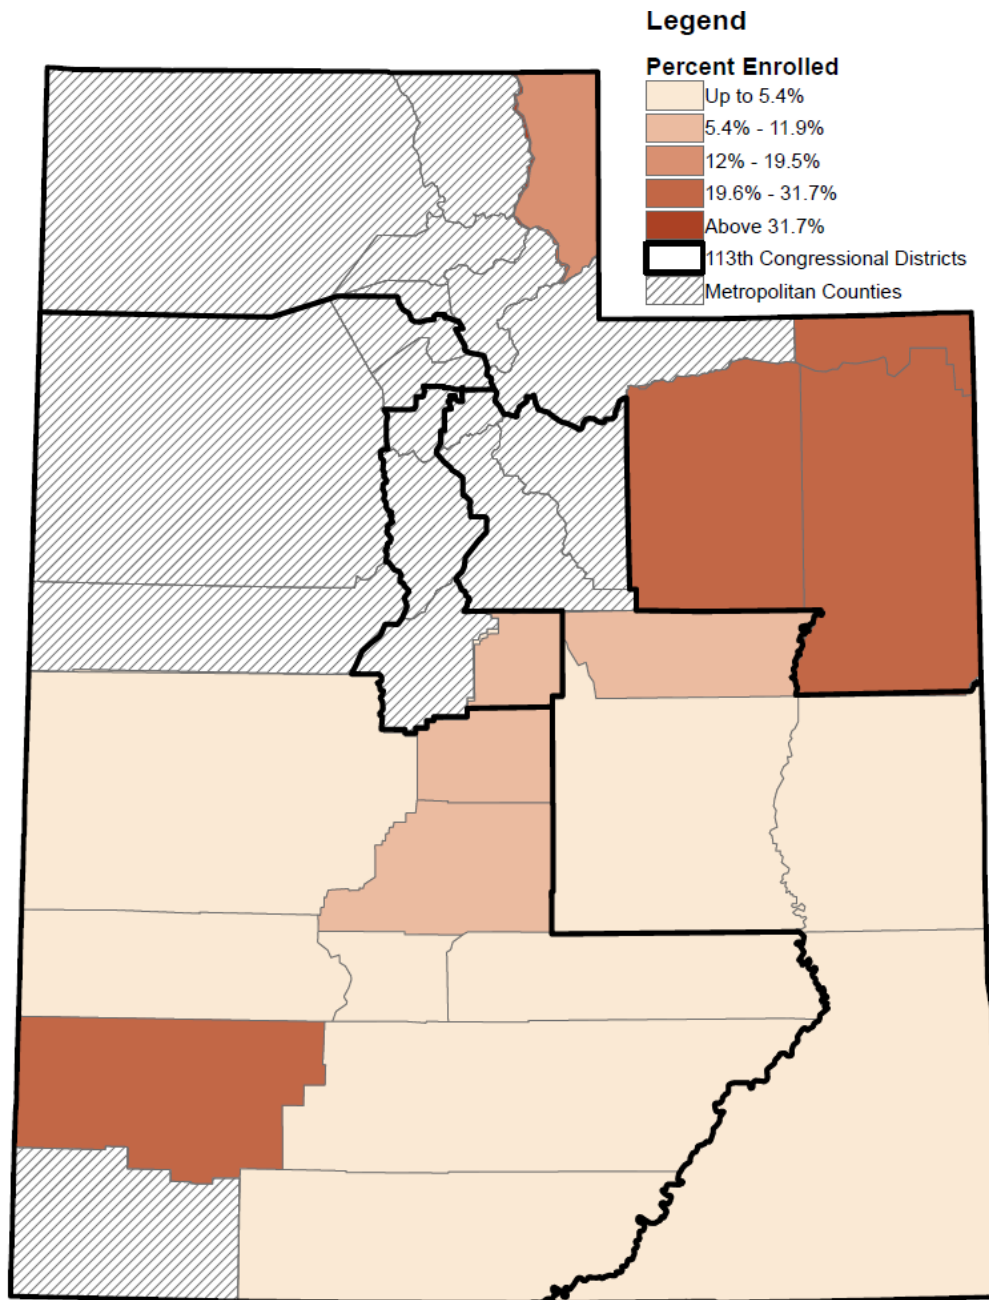 Legend
Percent Enrolled
Up to 5.4%
5.4% - 11.9%
12% - 19.5%
19.6% - 31.7%
Above 31.7%
113th Congressional Districts
Metropolitan Counties